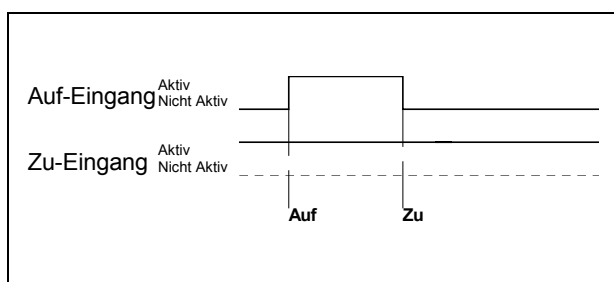 Auf-Eingang Aktiv
Nicht Aktiv
Zu-Eingang Aktiv
Nicht Aktiv
Auf Zu